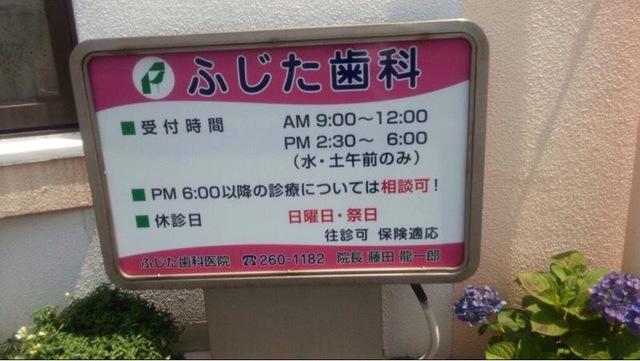 ふじた歯科
■受付時間 AM 9:00～12:00
PM 2:30～ 6:00
（水・土午前のみ）
■PM 6:00以降の診療については相談可！
■休診日 日曜日・祭日
往診可 保険適応
ふじた歯科医院 ☎260-1182 院長 藤田 龍一郎